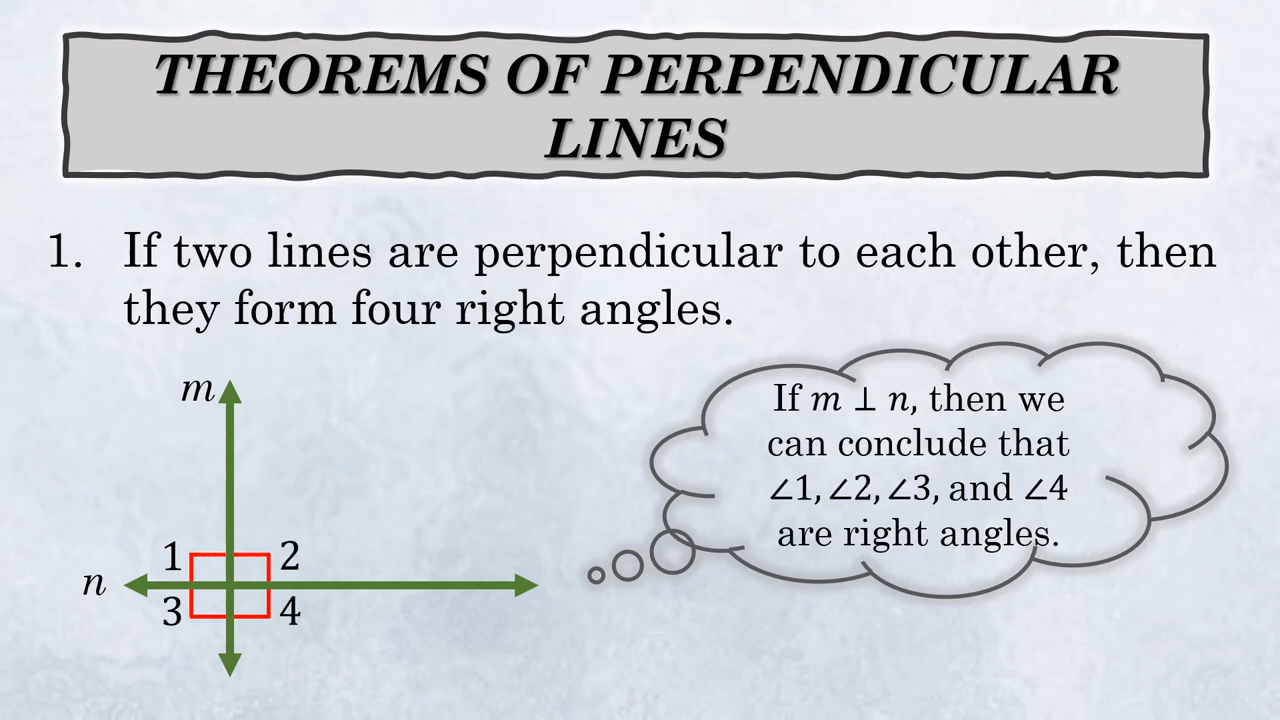 THEOREMS OF PERPENDICULAR
LINES
1. If two lines are perpendicular to each other, then
they form four right angles.
m
1 2
n
3 4
If m ⊥ n, then we
can conclude that
∠1, ∠2, ∠3, and ∠4
are right angles.